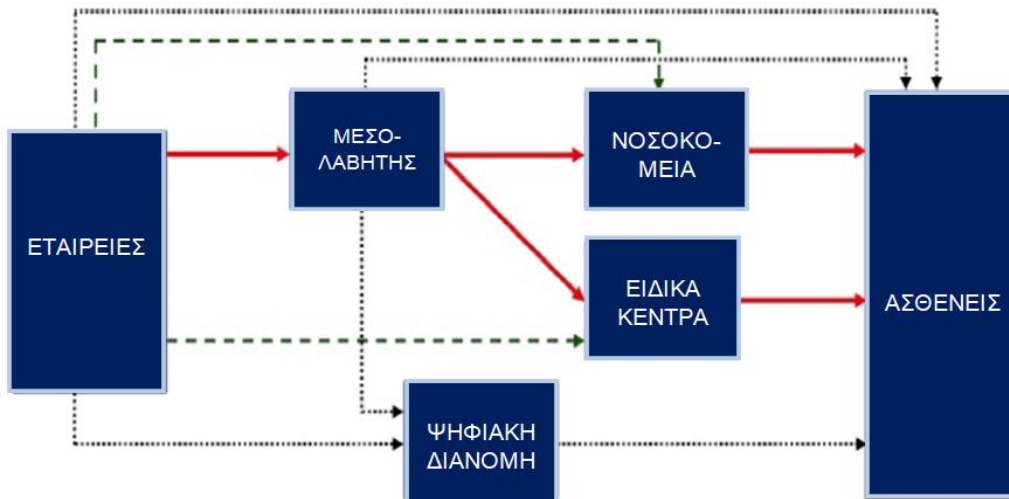 ΕΤΑΙΡΕΙΕΣ
ΜΕΣΟ-
ΛΑΒΗΤΗΣ
ΝΟΣΟΚΟ-
ΜΕΙΑ
ΕΙΔΙΚΑ
ΚΕΝΤΡΑ
ΑΣΘΕΝΕΙΣ
ΨΗΦΙΑΚΗ
ΔΙΑΝΟΜΗ